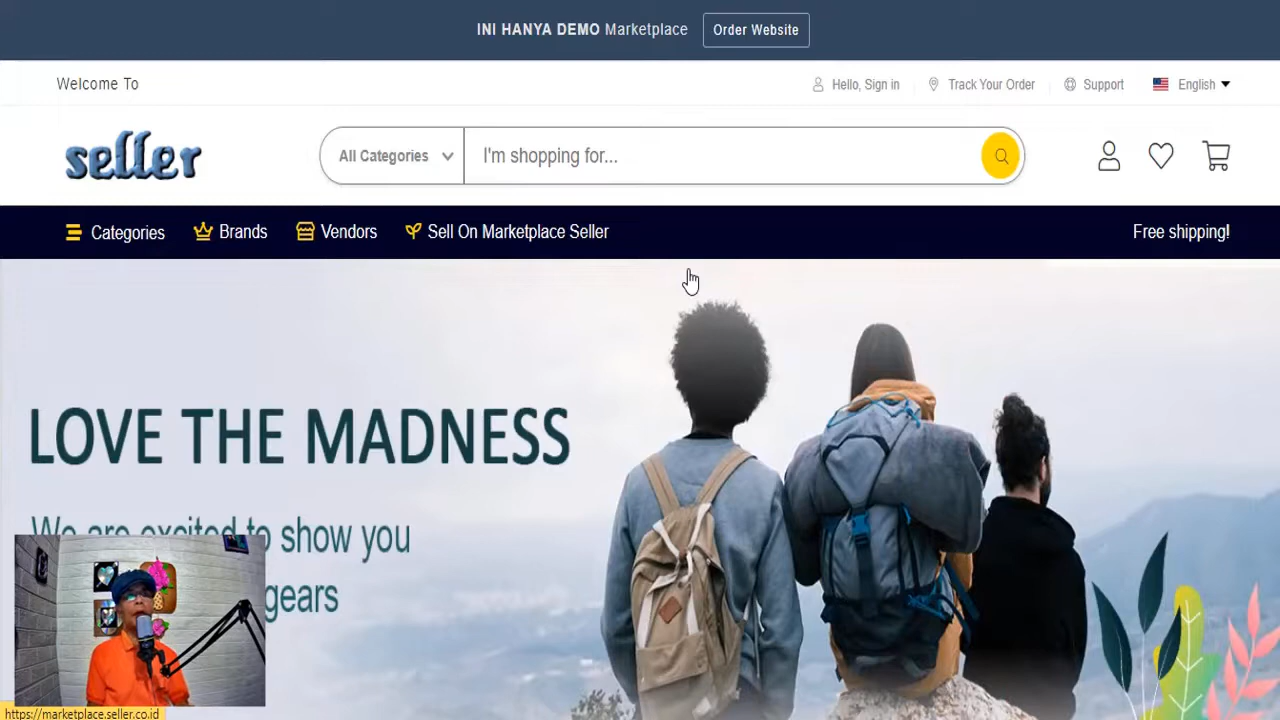 INI HANYA DEMO Marketplace Order Website
Welcome To
Hello, Sign in Track Your Order Support English
seller All Categories I'm shopping for...
Categories Brands Vendors Sell On Marketplace Seller Free shipping!
LOVE THE MADNESS
We are excited to show you
gears
https://marketplace.seller.co.id